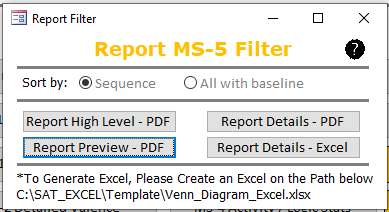 Report Filter
Report MS-5 Filter
?
Sort by: Sequence All with baseline
Report High Level - PDF Report Details - PDF
Report Preview - PDF Report Details - Excel
*To Generate Excel, Please Create an Excel on the Path below
C:\SAT_EXCEL\Template\Venn_Diagram_Excel.xlsx